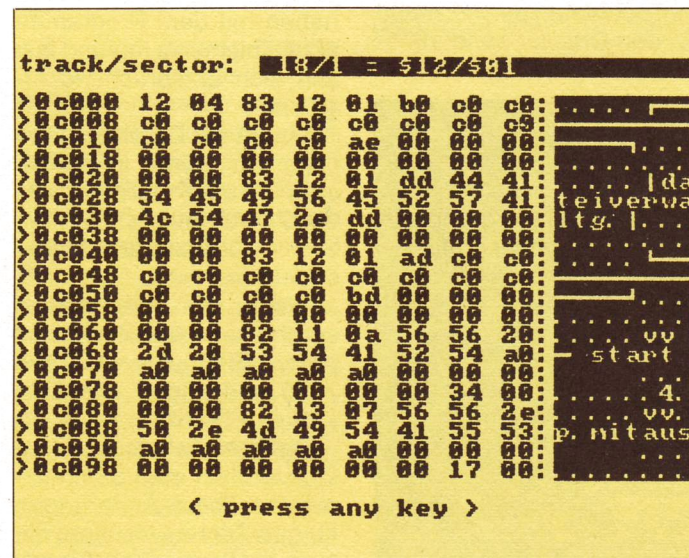 track/sector: 18/1 = $12/$01
>0c000 12 04 83 12 01 b0 c0 c0:.....
>0c008 c0 c0 c0 c0 c0 c0 c0 c9:
>0c010 c0 c0 c0 c0 ae 00 00 00:...
>0c018 00 00 00 00 00 00 00 00:........
>0c020 00 00 83 12 01 dd 44 41:.....|da
>0c028 54 45 49 56 45 52 57 41:teiverwa
>0c030 4c 54 47 2e dd 00 00 00:ltg.|...
>0c038 00 00 00 00 00 00 00 00:........
>0c040 00 00 83 12 01 ad c0 c0:.....
>0c048 c0 c0 c0 c0 c0 c0 c0 c0:
>0c050 c0 c0 c0 c0 bd 00 00 00:...
>0c058 00 00 00 00 00 00 00 00:........
>0c060 00 00 82 11 0a 56 56 20:.....vv
>0c068 2d 20 53 54 41 52 54 a0:─ start
>0c070 a0 a0 a0 a0 a0 00 00 00:...
>0c078 00 00 00 00 00 00 34 00:......4.
>0c080 00 00 82 13 07 56 56 2e:.....vv.
>0c088 50 2e 4d 49 54 41 55 53:p.mitaus
>0c090 a0 a0 a0 a0 a0 00 00 00:...
>0c098 00 00 00 00 00 00 17 00:........
< press any key >